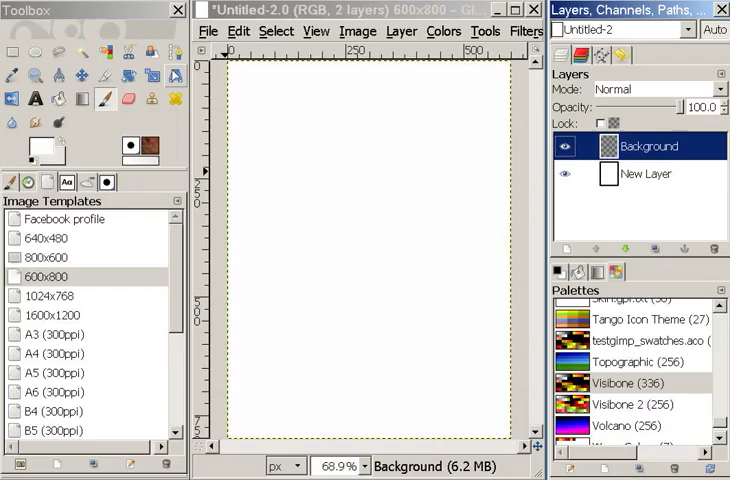 Toolbox
Image Templates
Facebook profile
640x480
800x600
600x800
1024x768
1600x1200
A3 (300ppi)
A4 (300ppi)
A5 (300ppi)
A6 (300ppi)
B4 (300ppi)
B5 (300ppi)
*Untitled-2.0 (RGB, 2 layers) 600x800 – GI...
File Edit Select View Image Layer Colors Tools Filters
0 250 500
0
250
500
px 68.9% Background (6.2 MB)
Layers, Channels, Paths, ...
Untitled-2 Auto
Layers
Mode: Normal
Opacity: 100.0
Lock:
Background
New Layer
Palettes
Tango Icon Theme (27)
testgimp_swatches.aco (
Topographic (256)
Visibone (336)
Visibone 2 (256)
Volcano (256)